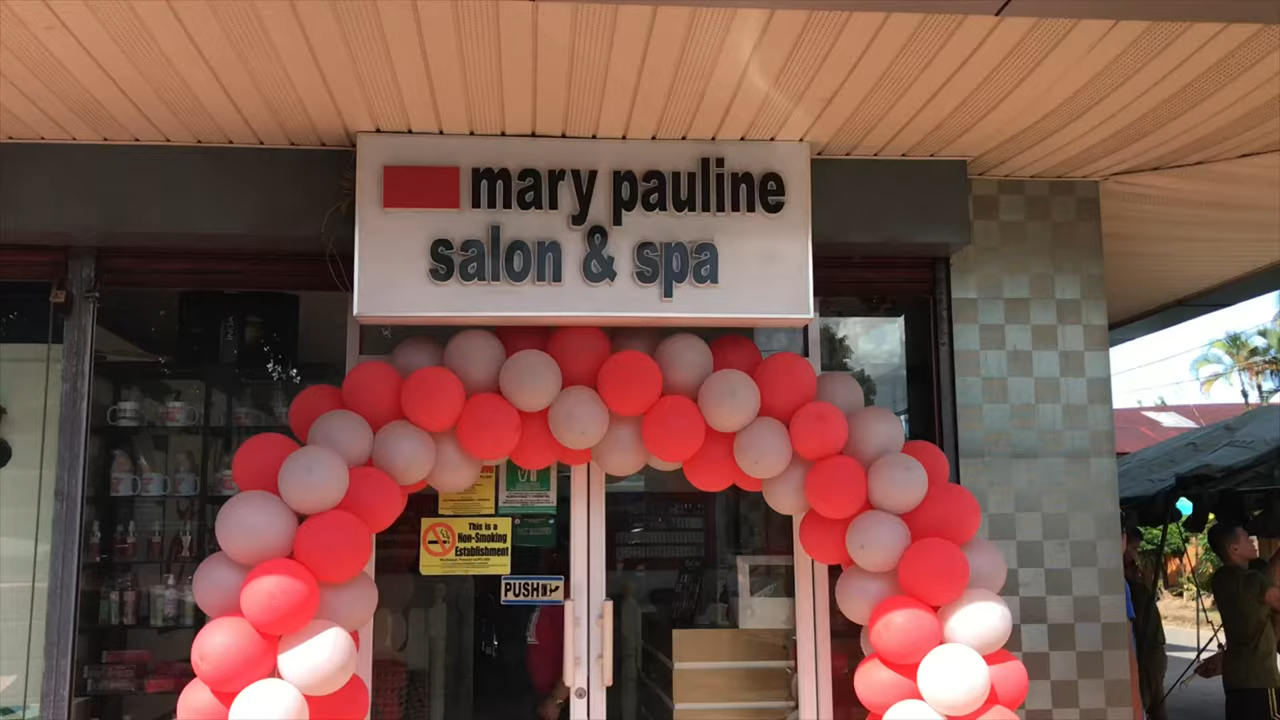 mary pauline
salon & spa
This is a
Non-Smoking
Establishment
PUSH